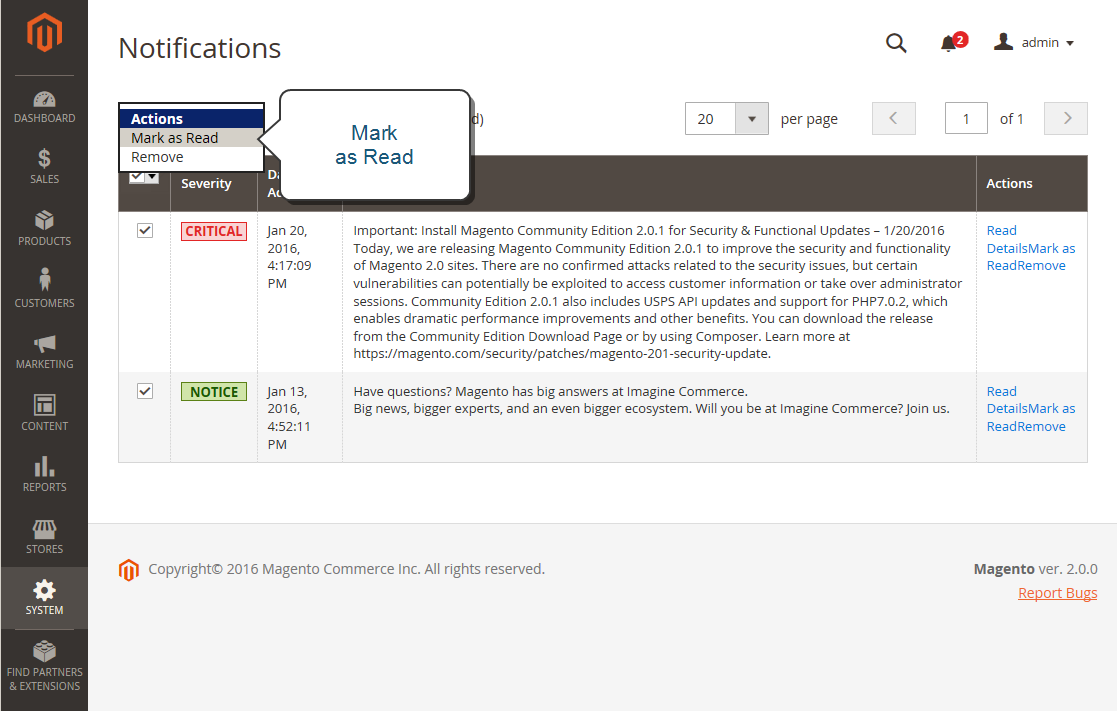 Notifications
2
admin
Actions
Mark as Read
Remove
Mark
as Read
d)
20
per page
1
of 1
Severity
Actions
CRITICAL
Jan 20,
2016,
4:17:09
PM
Important: Install Magento Community Edition 2.0.1 for Security & Functional Updates – 1/20/2016
Today, we are releasing Magento Community Edition 2.0.1 to improve the security and functionality
of Magento 2.0 sites. There are no confirmed attacks related to the security issues, but certain
vulnerabilities can potentially be exploited to access customer information or take over administrator
sessions. Community Edition 2.0.1 also includes USPS API updates and support for PHP7.0.2, which
enables dramatic performance improvements and other benefits. You can download the release
from the Community Edition Download Page or by using Composer. Learn more at
https://magento.com/security/patches/magento-201-security-update.
Read
DetailsMark as
ReadRemove
NOTICE
Jan 13,
2016,
4:52:11
PM
Have questions? Magento has big answers at Imagine Commerce.
Big news, bigger experts, and an even bigger ecosystem. Will you be at Imagine Commerce? Join us.
Read
DetailsMark as
ReadRemove
DASHBOARD
SALES
PRODUCTS
CUSTOMERS
MARKETING
CONTENT
REPORTS
STORES
SYSTEM
FIND PARTNERS
& EXTENSIONS
Copyright© 2016 Magento Commerce Inc. All rights reserved.
Magento ver. 2.0.0
Report Bugs